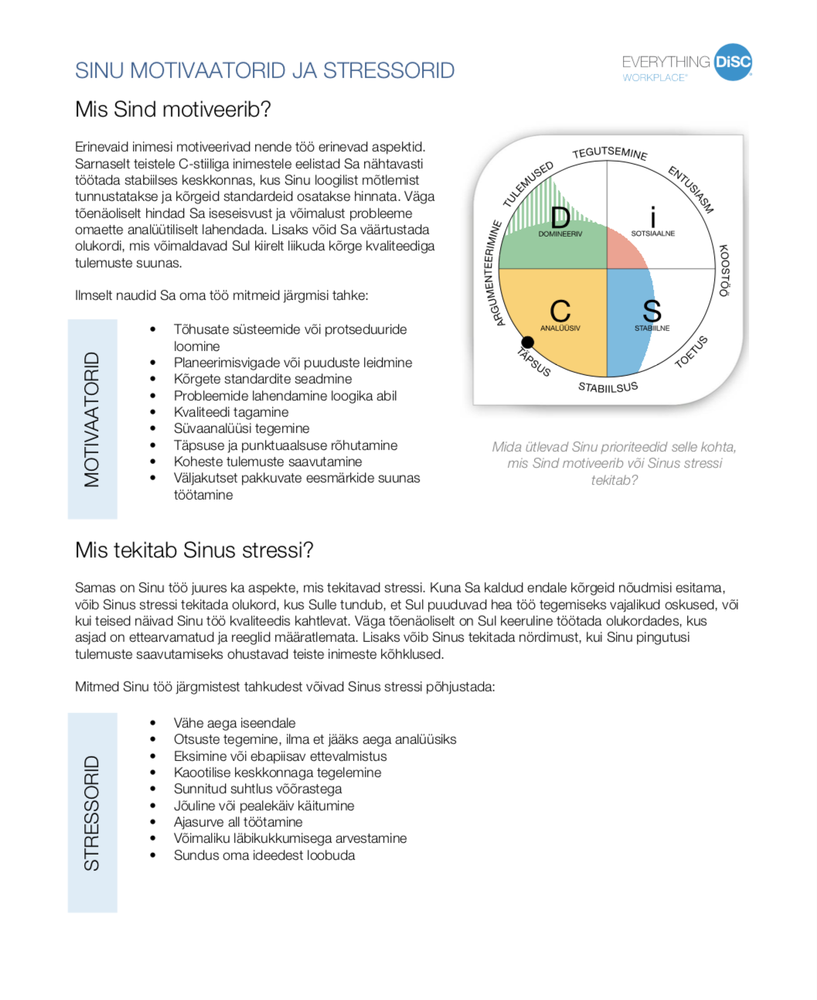 SINU MOTIVAATORID JA STRESSORID
EVERYTHING DiSC
WORKPLACE
Mis Sind motiveerib?
Erinevaid inimesi motiveerivad nende töö erinevad aspektid.
Sarnaselt teistele C-stiiliga inimestele eelistad Sa nähtavasti
töötada stabiilses keskkonnas, kus Sinu loogilist mõtlemist
tunnustatakse ja kõrgeid standardeid osatakse hinnata. Väga
tõenäoliselt hindad Sa iseseisvust ja võimalust probleeme
omaette analüütiliselt lahendada. Lisaks võid Sa väärtustada
olukordi, mis võimaldavad Sul kiirelt liikuda kõrge kvaliteediga
tulemuste suunas.
Ilmselt naudid Sa oma töö mitmeid järgmisi tahke:
MOTIVAATORID
• Tõhusate süsteemide või protseduuride
loomine
• Planeerimisvigade või puuduste leidmine
• Kõrgete standardite seadmine
• Probleemide lahendamine loogika abil
• Kvaliteedi tagamine
• Süvaanalüüsi tegemine
• Täpsuse ja punktuaalsuse rõhutamine
• Koheste tulemuste saavutamine
• Väljakutset pakkuvate eesmärkide suunas
töötamine
TEGUTSEMINE
ENTUSIASM
KOOSTÖÖ
TOETUS
STABIILSUS
TÄPSUS
ARGUMENTEERIMINE
TULEMUSED
D
DOMINEERIV
i
SOTSIAALNE
C
ANALÜÜSIV
S
STABIILNE
Mida ütlevad Sinu prioriteedid selle kohta,
mis Sind motiveerib või Sinus stressi
tekitab?
Mis tekitab Sinus stressi?
Samas on Sinu töö juures ka aspekte, mis tekitavad stressi. Kuna Sa kaldud endale kõrgeid nõudmisi esitama,
võib Sinus stressi tekitada olukord, kus Sulle tundub, et Sul puuduvad hea töö tegemiseks vajalikud oskused, või
kui teised näivad Sinu töö kvaliteedis kahtlevat. Väga tõenäoliselt on Sul keeruline töötada olukordades, kus
asjad on ettearvamatud ja reeglid määratlemata. Lisaks võib Sinus tekitada nördimust, kui Sinu pingutusi
tulemuste saavutamiseks ohustavad teiste inimeste kõhklused.
Mitmed Sinu töö järgmistest tahkudest võivad Sinus stressi põhjustada:
STRESSORID
• Vähe aega iseendale
• Otsuste tegemine, ilma et jääks aega analüüsiks
• Eksimine või ebapiisav ettevalmistus
• Kaootilise keskkonnaga tegelemine
• Sunnitud suhtlus võõrastega
• Jõuline või pealekäiv käitumine
• Ajasurve all töötamine
• Võimaliku läbikukkumisega arvestamine
• Sundus oma ideedest loobuda